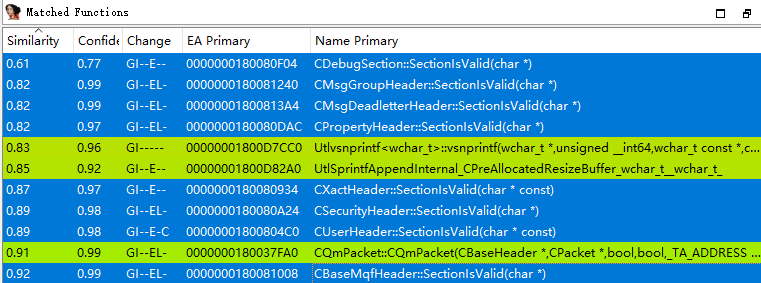 Matched Functions
Similarity Confide Change EA Primary Name Primary
0.61 0.77 GI--E-- 0000000180080F04 CDebugSection::SectionIsValid(char *)
0.82 0.99 GI--EL- 0000000180081240 CMsgGroupHeader::SectionIsValid(char *)
0.82 0.99 GI--EL- 00000001800813A4 CMsgDeadletterHeader::SectionIsValid(char *)
0.82 0.97 GI--EL- 0000000180080DAC CPropertyHeader::SectionIsValid(char *)
0.83 0.96 GI----- 00000001800D7CC0 Utlvsnprintf<wchar_t>::vsnprintf(wchar_t *,unsigned __int64,wchar_t const *,c...
0.85 0.92 GI--E-- 00000001800D82A0 UtlSprintfAppendInternal_CPreAllocatedResizeBuffer_wchar_t__wchar_t_
0.87 0.97 GI--E-- 0000000180080934 CXactHeader::SectionIsValid(char * const)
0.89 0.98 GI--EL- 0000000180080A24 CSecurityHeader::SectionIsValid(char *)
0.89 0.98 GI--E-C 00000001800804C0 CUserHeader::SectionIsValid(char * const)
0.91 0.99 GI--EL- 0000000180037FA0 CQmPacket::CQmPacket(CBaseHeader *,CPacket *,bool,bool,_TA_ADDRESS ...
0.92 0.99 GI--EL- 0000000180081008 CBaseMqfHeader::SectionIsValid(char *)